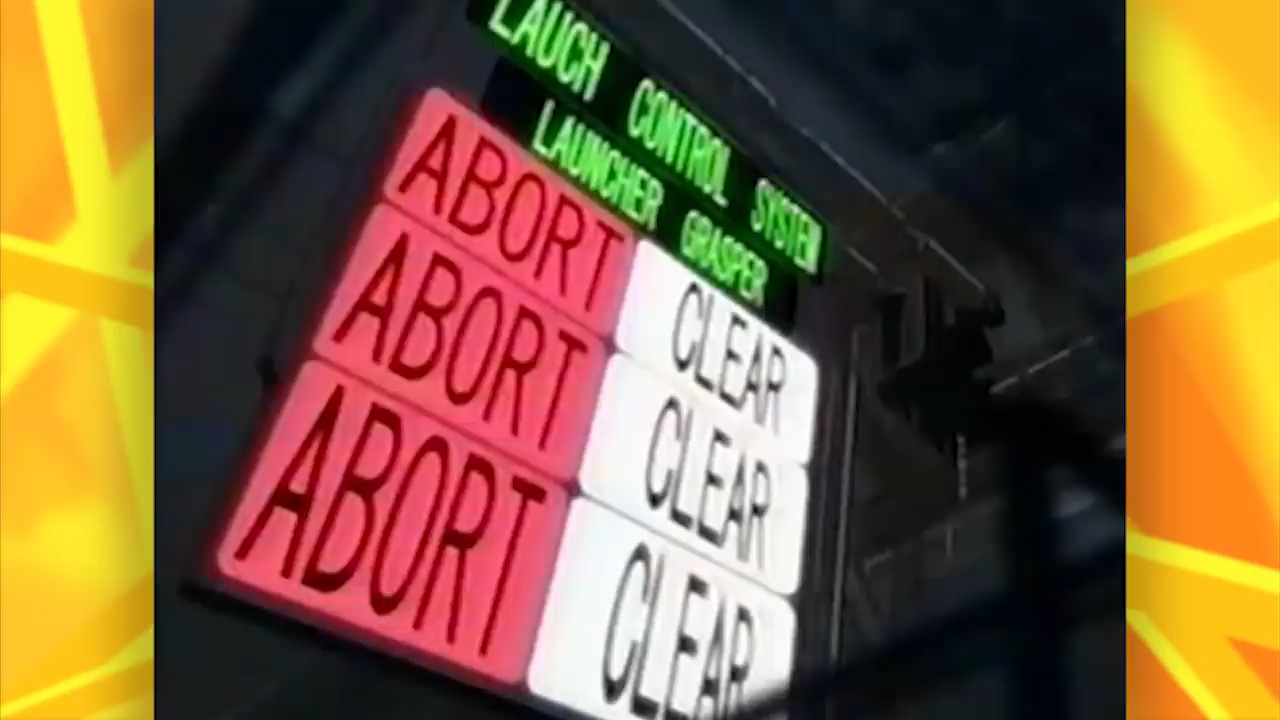 LAUCH CONTROL SYSTEM
LAUNCHER GRASPER
ABORT
CLEAR
ABORT
CLEAR
ABORT
CLEAR